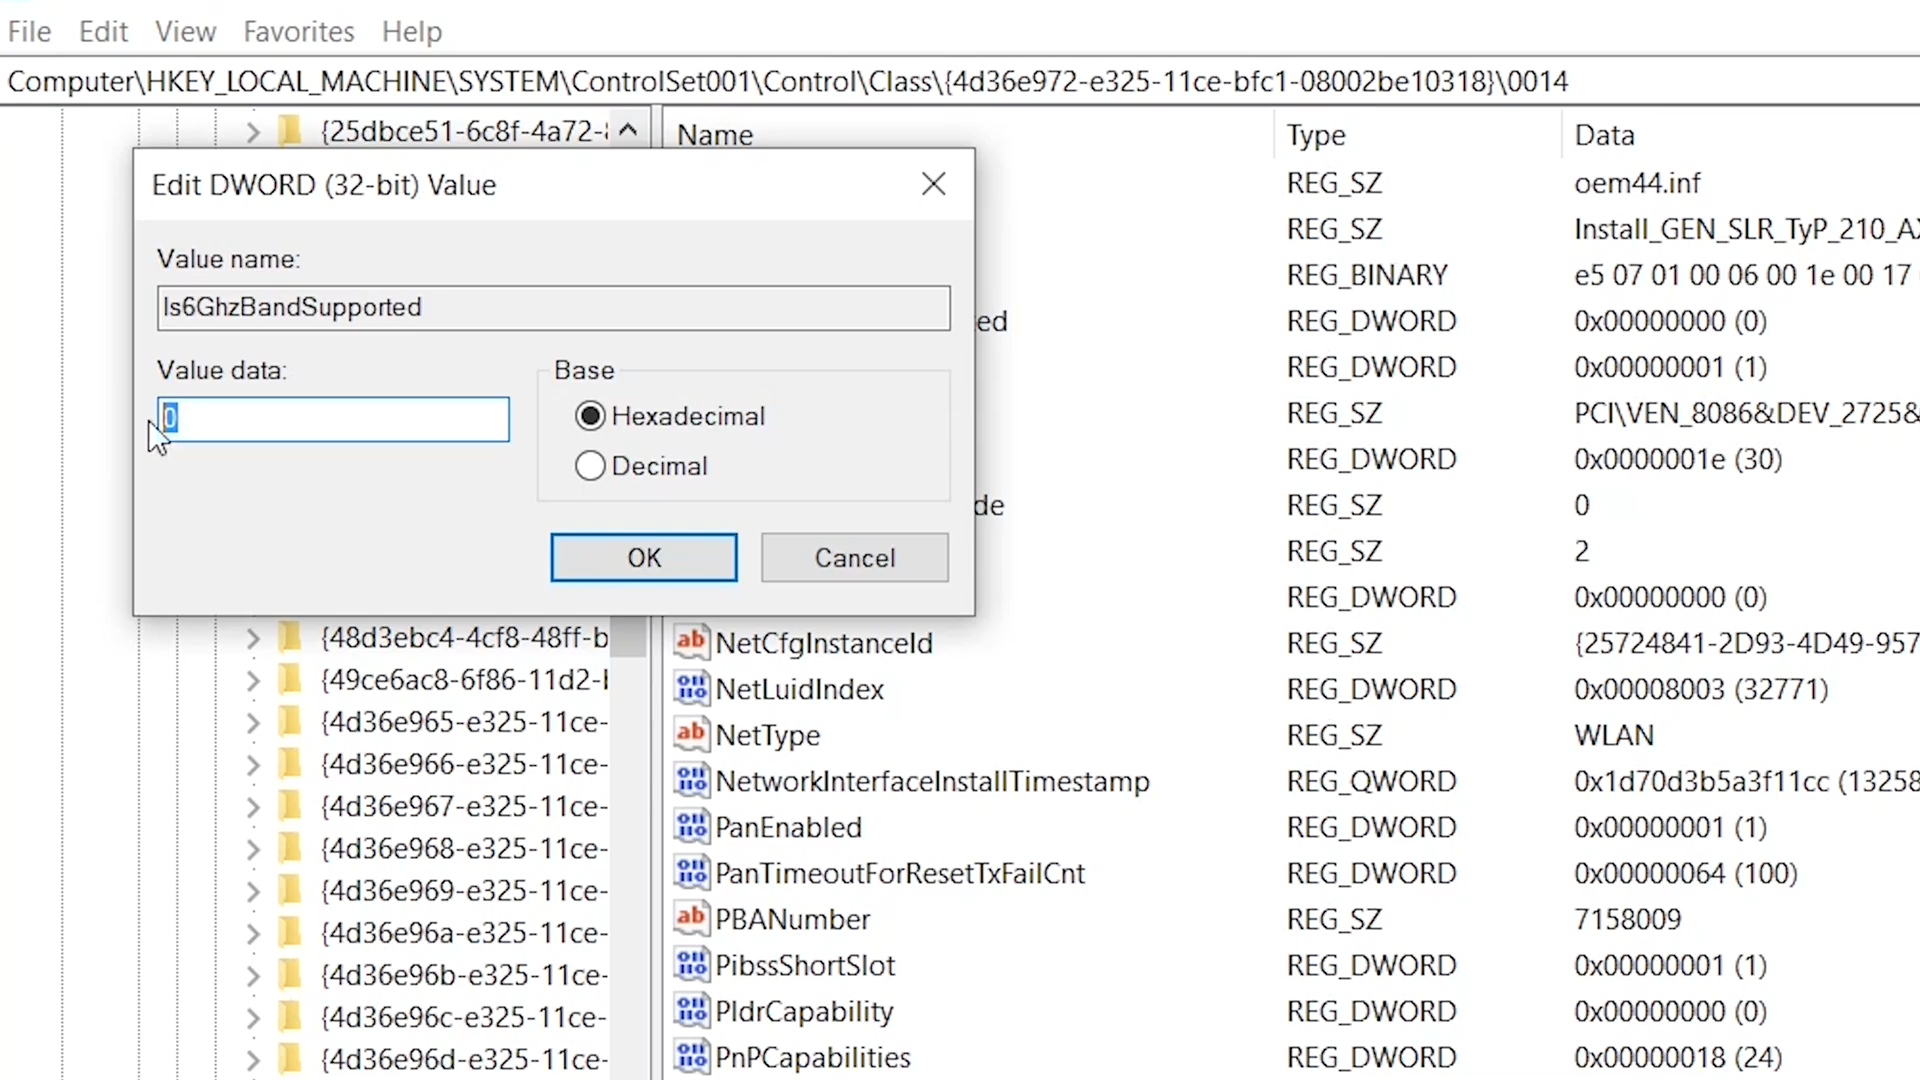 File Edit View Favorites Help
Computer\HKEY_LOCAL_MACHINE\SYSTEM\ControlSet001\Control\Class\{4d36e972-e325-11ce-bfc1-08002be10318}\0014
{25dbce51-6c8f-4a72-
Name Type Data
Edit DWORD (32-bit) Value
Value name:
Is6GhzBandSupported
Value data:
0
Base
Hexadecimal
Decimal
OK Cancel
REG_SZ oem44.inf
REG_SZ Install_GEN_SLR_TyP_210_AX
REG_BINARY e5 07 01 00 06 00 1e 00 17
ed REG_DWORD 0x00000000 (0)
REG_DWORD 0x00000001 (1)
REG_SZ PCI\VEN_8086&DEV_2725&
REG_DWORD 0x0000001e (30)
de REG_SZ 0
REG_SZ 2
REG_DWORD 0x00000000 (0)
NetCfgInstanceId REG_SZ {25724841-2D93-4D49-957
NetLuidIndex REG_DWORD 0x00008003 (32771)
NetType REG_SZ WLAN
NetworkInterfaceInstallTimestamp REG_QWORD 0x1d70d3b5a3f11cc (13258
PanEnabled REG_DWORD 0x00000001 (1)
PanTimeoutForResetTxFailCnt REG_DWORD 0x00000064 (100)
PBANumber REG_SZ 7158009
PibssShortSlot REG_DWORD 0x00000001 (1)
PldrCapability REG_DWORD 0x00000000 (0)
PnPCapabilities REG_DWORD 0x00000018 (24)
{48d3ebc4-4cf8-48ff-b
{49ce6ac8-6f86-11d2-
{4d36e965-e325-11ce-
{4d36e966-e325-11ce-
{4d36e967-e325-11ce-
{4d36e968-e325-11ce-
{4d36e969-e325-11ce-
{4d36e96a-e325-11ce-
{4d36e96b-e325-11ce-
{4d36e96c-e325-11ce-
{4d36e96d-e325-11ce-